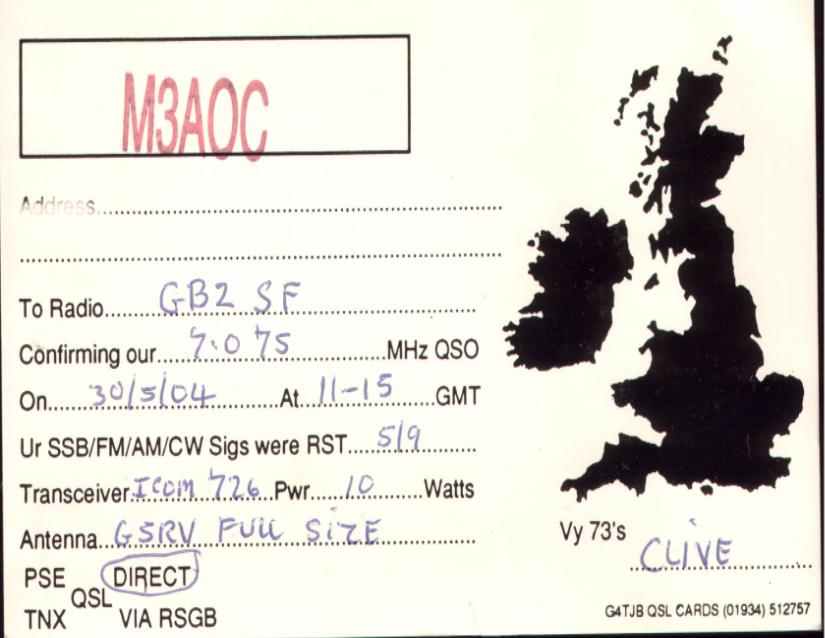 M3AOC
Address
To Radio GB2 SF
Confirming our 7.075 MHz QSO
On 30/5/04 At 11-15 GMT
Ur SSB/FM/AM/CW Sigs were RST 5/9
Transceiver Icom 726 Pwr 10 Watts
Antenna G5RV FULL SIZE
Vy 73's CLIVE
PSE QSL DIRECT
TNX VIA RSGB
G4TJB QSL CARDS (01934) 512757